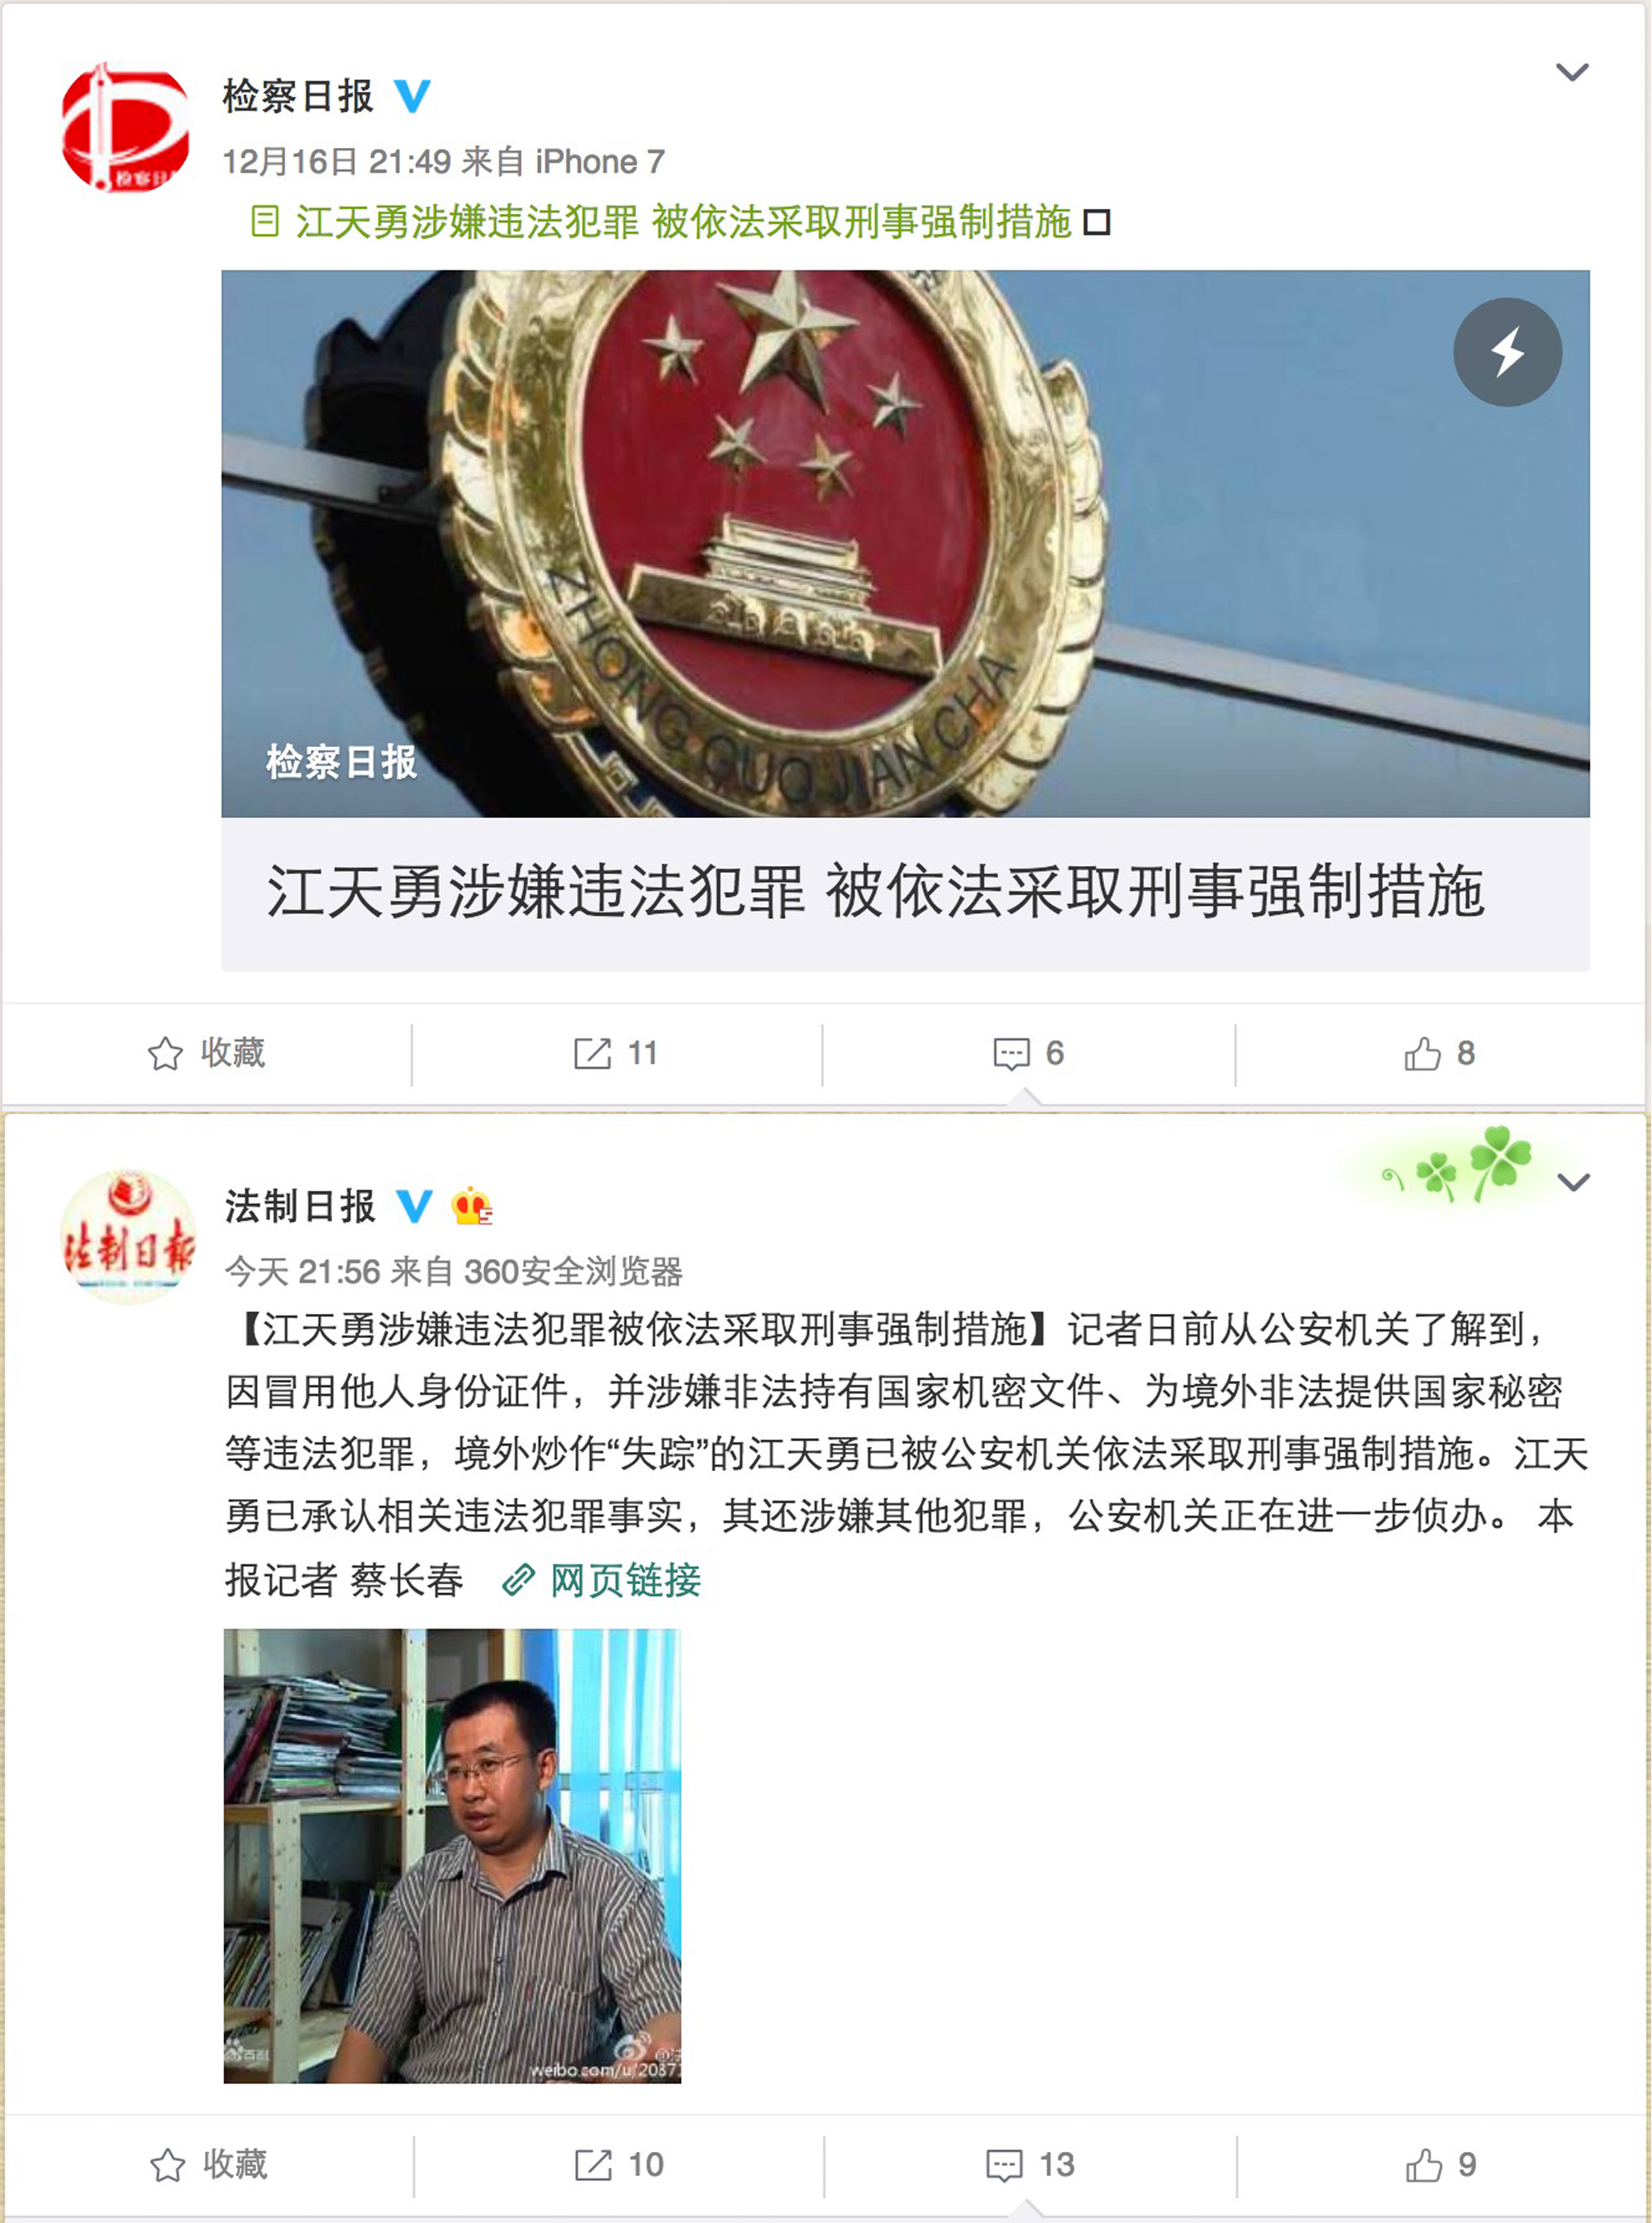 检察日报
12月16日 21:49 来自 iPhone 7
江天勇涉嫌违法犯罪 被依法采取刑事强制措施
ZHONG GUO JIAN CHA
检察日报
江天勇涉嫌违法犯罪 被依法采取刑事强制措施
收藏 11 6 8
法制日報
法制日报
今天 21:56 来自 360安全浏览器
【江天勇涉嫌违法犯罪被依法采取刑事强制措施】记者日前从公安机关了解到，
因冒用他人身份证件，并涉嫌非法持有国家机密文件、为境外非法提供国家秘密
等违法犯罪，境外炒作“失踪”的江天勇已被公安机关依法采取刑事强制措施。江天
勇已承认相关违法犯罪事实，其还涉嫌其他犯罪，公安机关正在进一步侦办。 本
报记者 蔡长春 网页链接
weibo.com/u/20371
收藏 10 13 9